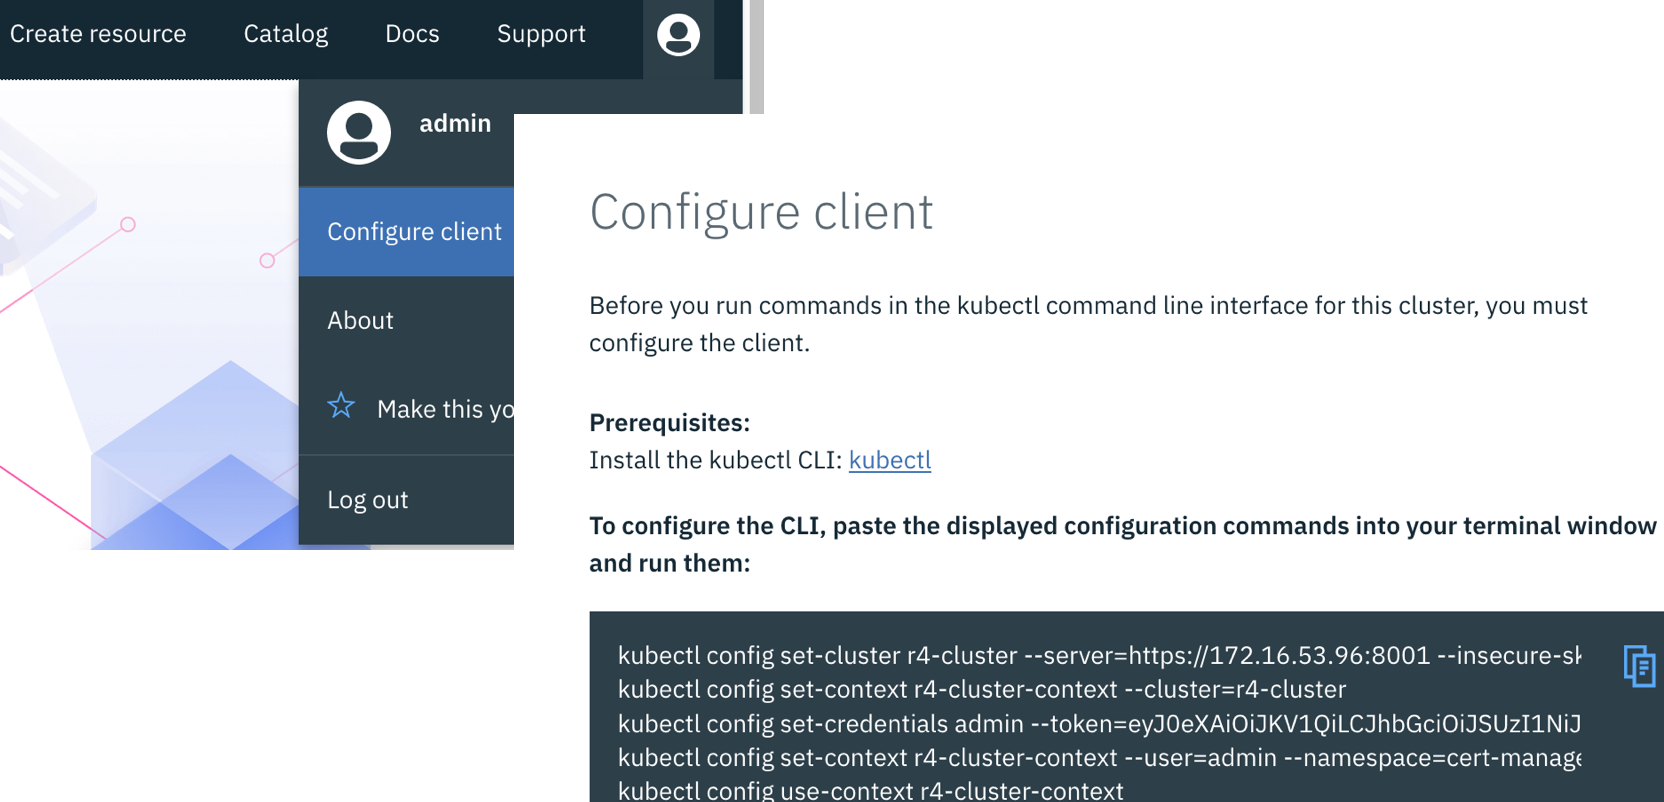 Create resource Catalog Docs Support
admin
Configure client
About
Make this yo
Log out
Configure client
Before you run commands in the kubectl command line interface for this cluster, you must
configure the client.
Prerequisites:
Install the kubectl CLI: kubectl
To configure the CLI, paste the displayed configuration commands into your terminal window
and run them:
kubectl config set-cluster r4-cluster --server=https://172.16.53.96:8001 --insecure-sk
kubectl config set-context r4-cluster-context --cluster=r4-cluster
kubectl config set-credentials admin --token=eyJ0eXAiOiJKV1QiLCJhbGciOiJSUzI1NiJ
kubectl config set-context r4-cluster-context --user=admin --namespace=cert-manage
kubectl config use-context r4-cluster-context